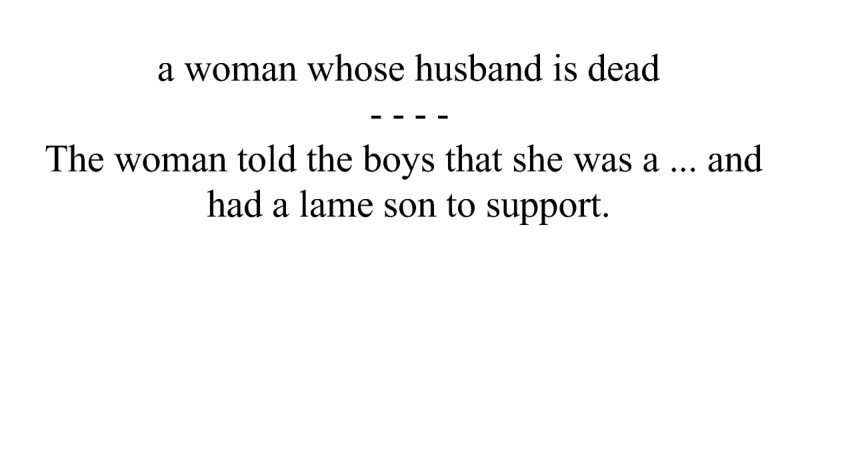 a woman whose husband is dead
- - - -
The woman told the boys that she was a ... and
had a lame son to support.